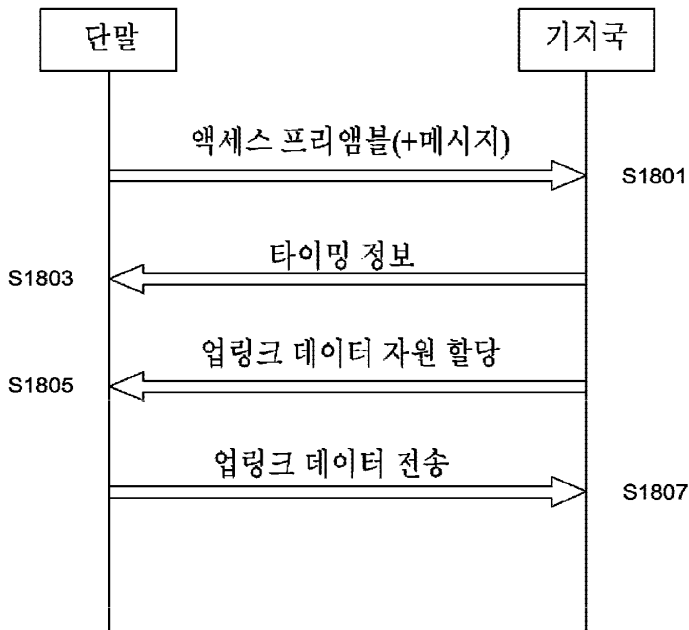 단말
기지국
액세스 프리앰블(+메시지)
S1801
타이밍 정보
S1803
업링크 데이터 자원 할당
S1805
업링크 데이터 전송
S1807